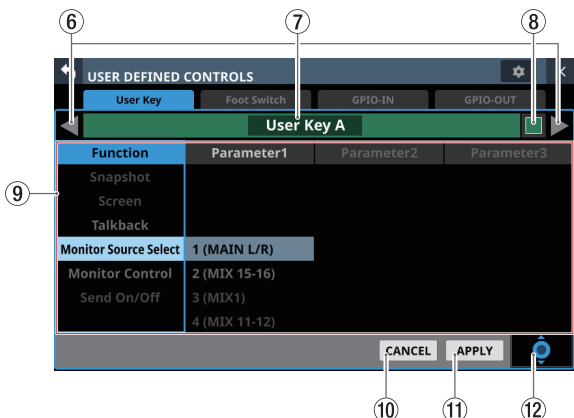 ⑥ ⑦ ⑧
USER DEFINED CONTROLS
User Key Foot Switch GPIO-IN GPIO-OUT
User Key A
Function Parameter1 Parameter2 Parameter3
Snapshot
Screen
Talkback
⑨
Monitor Source Select 1 (MAIN L/R)
Monitor Control 2 (MIX 15-16)
Send On/Off 3 (MIX1)
4 (MIX 11-12)
CANCEL APPLY
⑩ ⑪ ⑫